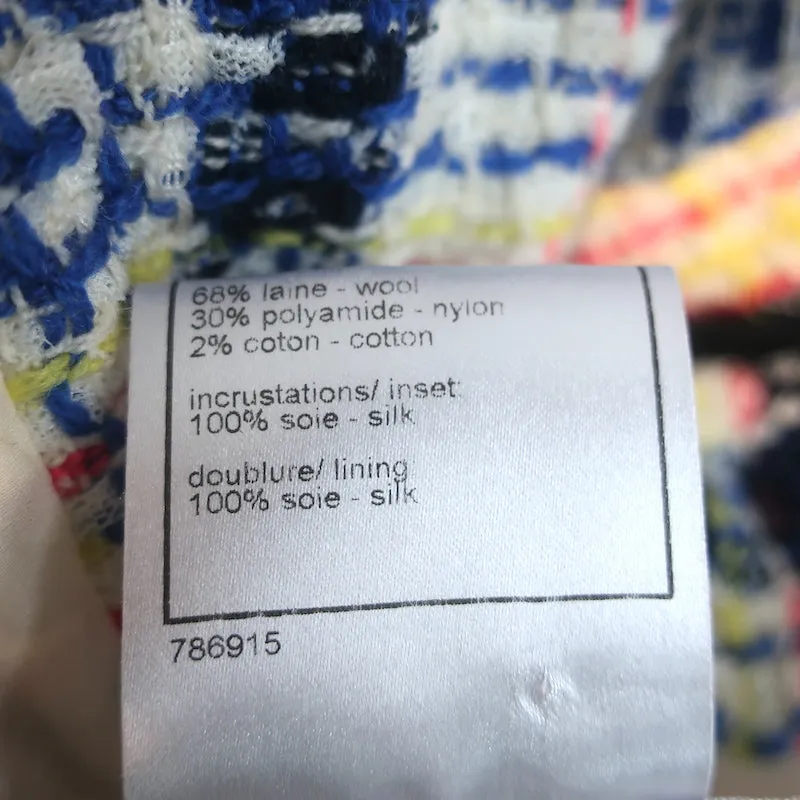 68% laine - wool
30% polyamide - nylon
2% coton - cotton
incrustations/ inset:
100% soie - silk
doublure/ lining
100% soie - silk
786915